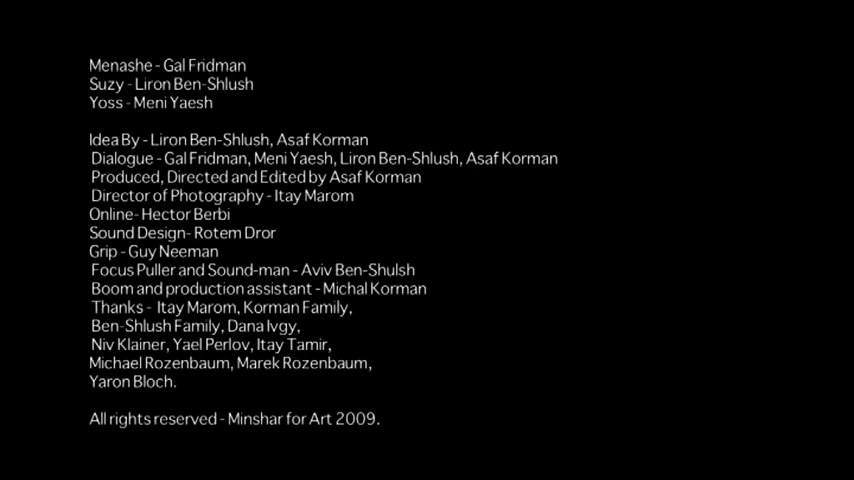 Menashe - Gal Fridman
Suzy - Liron Ben-Shlush
Yoss - Meni Yaesh
Idea By - Liron Ben-Shlush, Asaf Korman
Dialogue - Gal Fridman, Meni Yaesh, Liron Ben-Shlush, Asaf Korman
Produced, Directed and Edited by Asaf Korman
Director of Photography - Itay Marom
Online- Hector Berbi
Sound Design- Rotem Dror
Grip - Guy Neeman
Focus Puller and Sound-man - Aviv Ben-Shulsh
Boom and production assistant - Michal Korman
Thanks - Itay Marom, Korman Family,
Ben-Shlush Family, Dana Ivgy,
Niv Klainer, Yael Perlov, Itay Tamir,
Michael Rozenbaum, Marek Rozenbaum,
Yaron Bloch.
All rights reserved - Minshar for Art 2009.